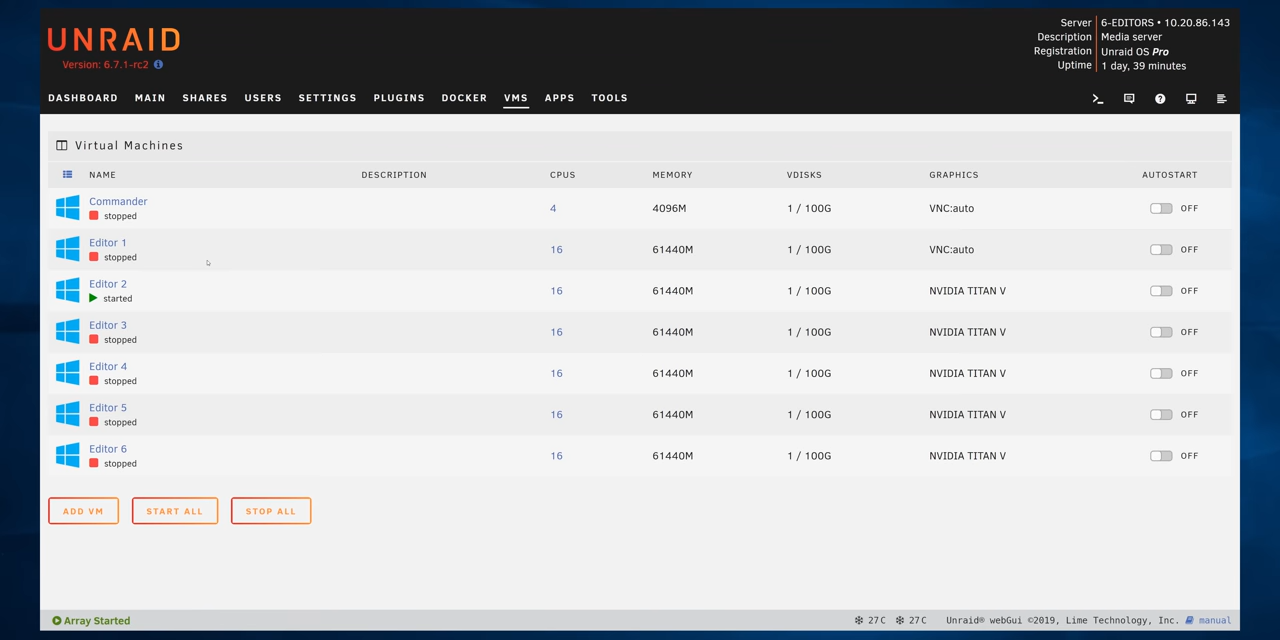 UNRAID
Version: 6.7.1-rc2
Server 6-EDITORS • 10.20.86.143
Description Media server
Registration Unraid OS Pro
Uptime 1 day, 39 minutes
DASHBOARD MAIN SHARES USERS SETTINGS PLUGINS DOCKER VMS APPS TOOLS
Virtual Machines
NAME DESCRIPTION CPUS MEMORY VDISKS GRAPHICS AUTOSTART
Commander
stopped
4 4096M 1 / 100G VNC:auto OFF
Editor 1
stopped
16 61440M 1 / 100G VNC:auto OFF
Editor 2
started
16 61440M 1 / 100G NVIDIA TITAN V OFF
Editor 3
stopped
16 61440M 1 / 100G NVIDIA TITAN V OFF
Editor 4
stopped
16 61440M 1 / 100G NVIDIA TITAN V OFF
Editor 5
stopped
16 61440M 1 / 100G NVIDIA TITAN V OFF
Editor 6
stopped
16 61440M 1 / 100G NVIDIA TITAN V OFF
ADD VM START ALL STOP ALL
Array Started 27C 27C Unraid® webGui ©2019, Lime Technology, Inc. manual